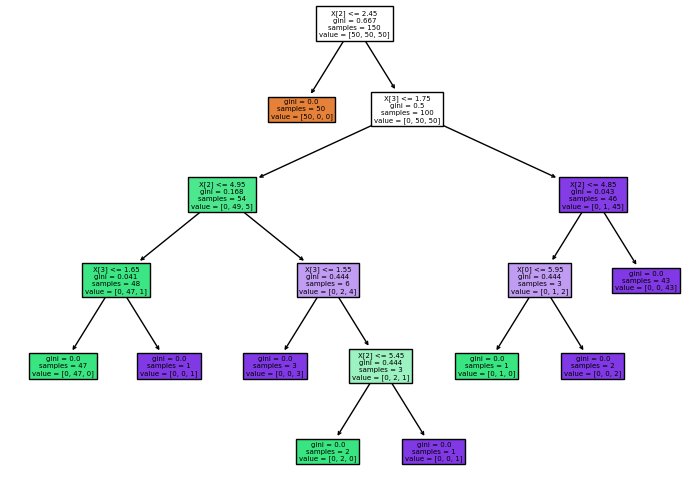 X[2] <= 2.45
gini = 0.667
samples = 150
value = [50, 50, 50]
gini = 0.0
samples = 50
value = [50, 0, 0]
X[3] <= 1.75
gini = 0.5
samples = 100
value = [0, 50, 50]
X[2] <= 4.95
gini = 0.168
samples = 54
value = [0, 49, 5]
X[2] <= 4.85
gini = 0.043
samples = 46
value = [0, 1, 45]
X[3] <= 1.65
gini = 0.041
samples = 48
value = [0, 47, 1]
X[3] <= 1.55
gini = 0.444
samples = 6
value = [0, 2, 4]
X[0] <= 5.95
gini = 0.444
samples = 3
value = [0, 1, 2]
gini = 0.0
samples = 43
value = [0, 0, 43]
gini = 0.0
samples = 47
value = [0, 47, 0]
gini = 0.0
samples = 1
value = [0, 0, 1]
gini = 0.0
samples = 3
value = [0, 0, 3]
X[2] <= 5.45
gini = 0.444
samples = 3
value = [0, 2, 1]
gini = 0.0
samples = 1
value = [0, 1, 0]
gini = 0.0
samples = 2
value = [0, 0, 2]
gini = 0.0
samples = 2
value = [0, 2, 0]
gini = 0.0
samples = 1
value = [0, 0, 1]